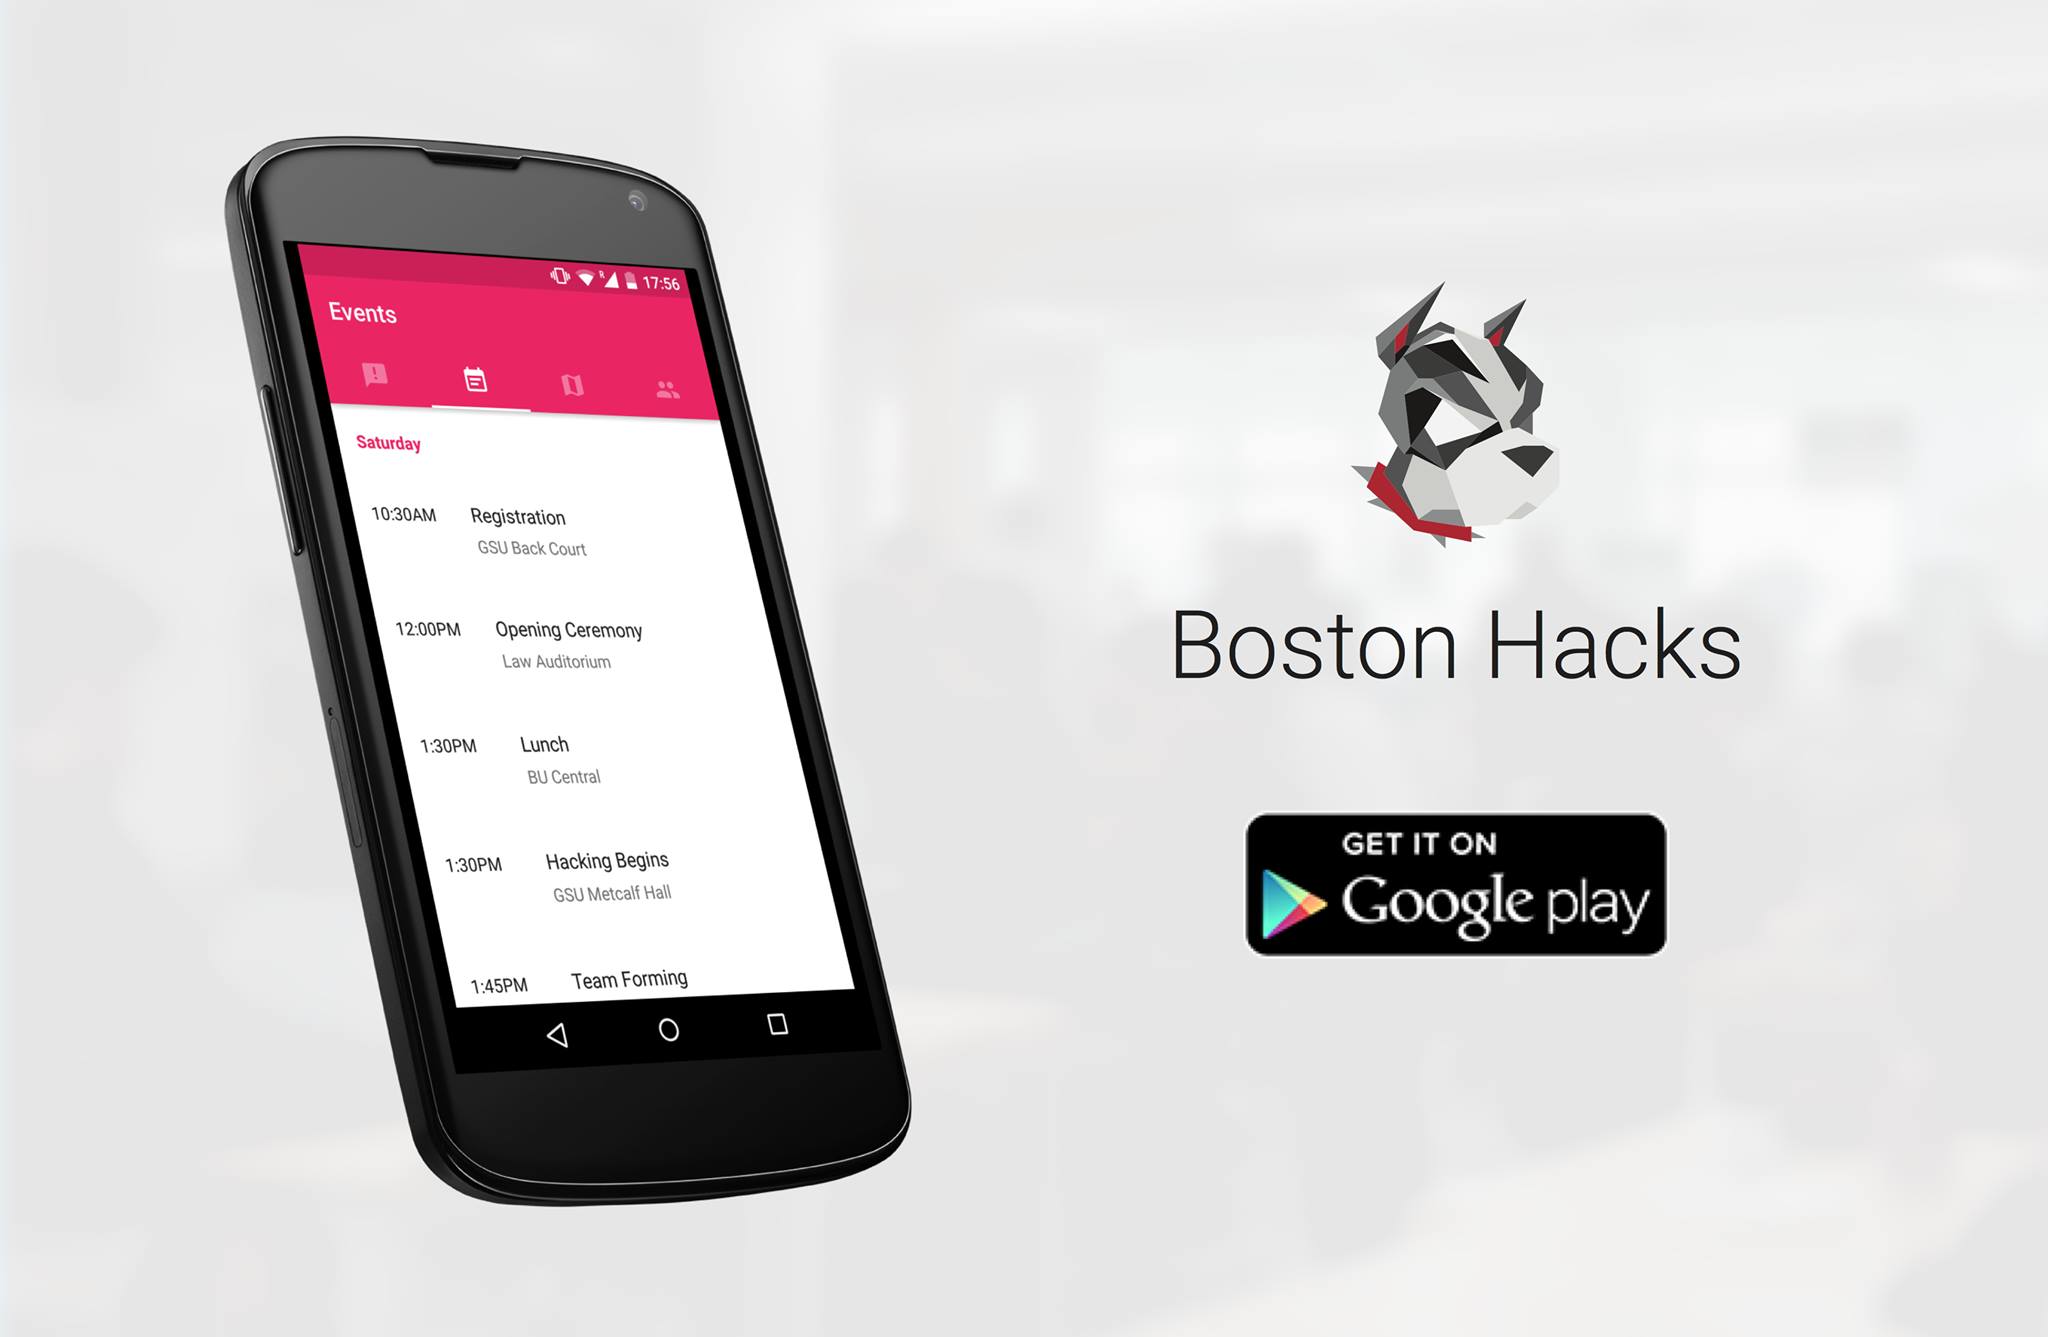 17:56
Events
Saturday
10:30AM Registration
GSU Back Court
12:00PM Opening Ceremony
Law Auditorium
1:30PM Lunch
BU Central
1:30PM Hacking Begins
GSU Metcalf Hall
1:45PM Team Forming
Boston Hacks
GET IT ON
Google play